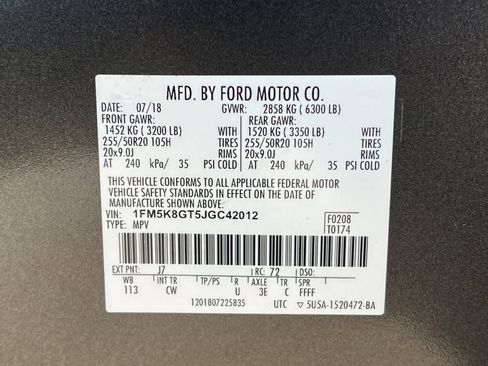 MFD. BY FORD MOTOR CO.
DATE: 07/18 GVWR: 2858 KG ( 6300 LB)
FRONT GAWR: REAR GAWR:
1452 KG ( 3200 LB) WITH 1520 KG ( 3350 LB) WITH
255/50R20 105H TIRES 255/50R20 105H TIRES
20x9.0J RIMS 20x9.0J RIMS
AT 240 kPa/ 35 PSI COLD AT 240 kPa/ 35 PSI COLD
THIS VEHICLE CONFORMS TO ALL APPLICABLE FEDERAL MOTOR
VEHICLE SAFETY STANDARDS IN EFFECT ON THE DATE OF
MANUFACTURE SHOWN ABOVE.
VIN: 1FM5K8GT5JGC42012 F0208
TYPE: MPV T0174
EXT PNT: J7 RC: 72 DSO:
WB INT TR TP/PS R AXLE TR SPR
113 CW U 3E C FFFF
1201807225835 UTC ▽ 5U5A-1520472-BA